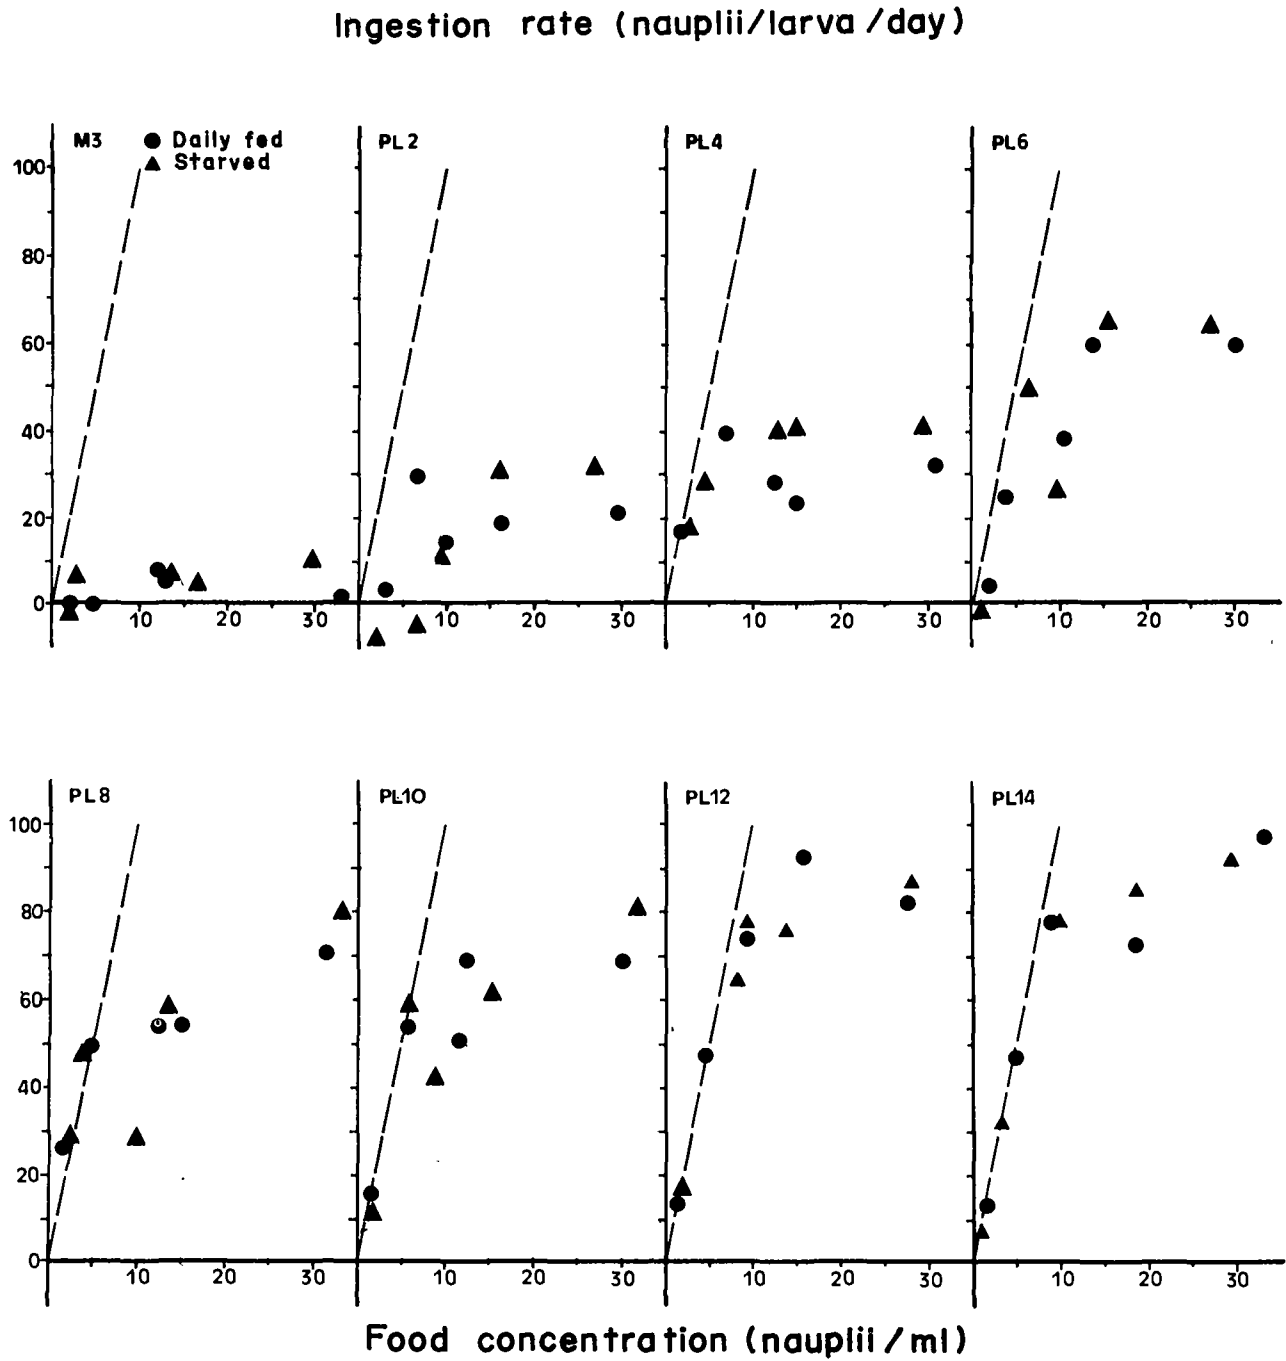 Ingestion rate (nauplii/larva/day)
M3 ● Daily fed PL2 PL4 PL6
▲ Starved
100
80
60
40
20
0
10 20 30 10 20 30 10 20 30 10 20 30
PL8 PL10 PL12 PL14
100
80
60
40
20
0
10 20 30 10 20 30 10 20 30 10 20 30
Food concentration (nauplii/ml)